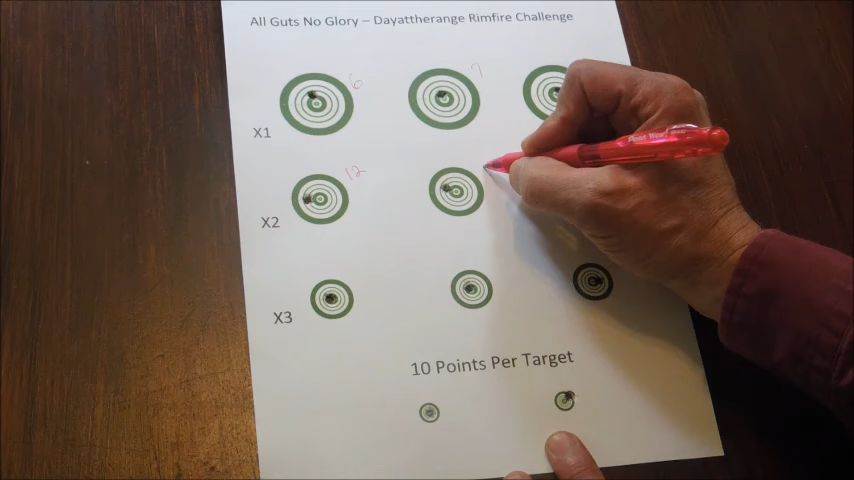 All Guts No Glory – Dayattherange Rimfire Challenge
6 7
X1
12
X2
X3
10 Points Per Target